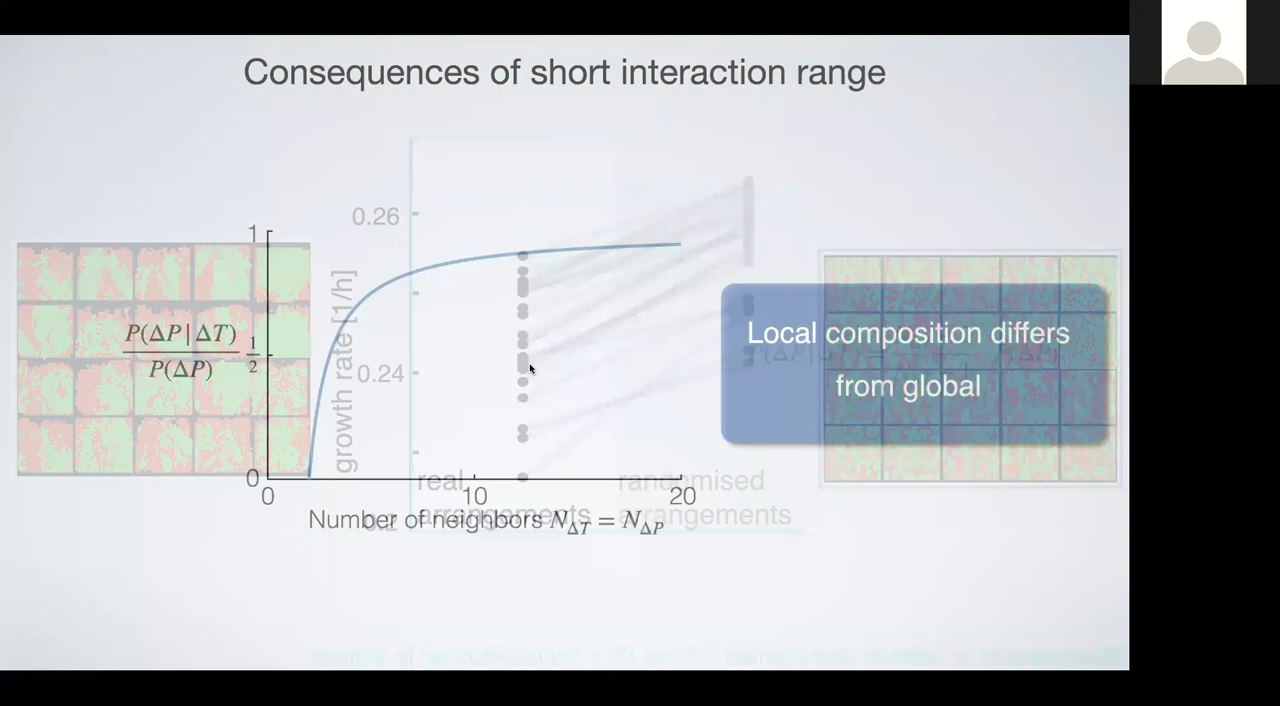 Consequences of short interaction range
0.26
1
P(ΔP | ΔT)
P(ΔP)
1
2
growth rate [1/h]
0.24
Local composition differs
from global
0
real
arrangements
randomised
arrangements
0
10
20
Number of neighbors N_ΔT = N_ΔP